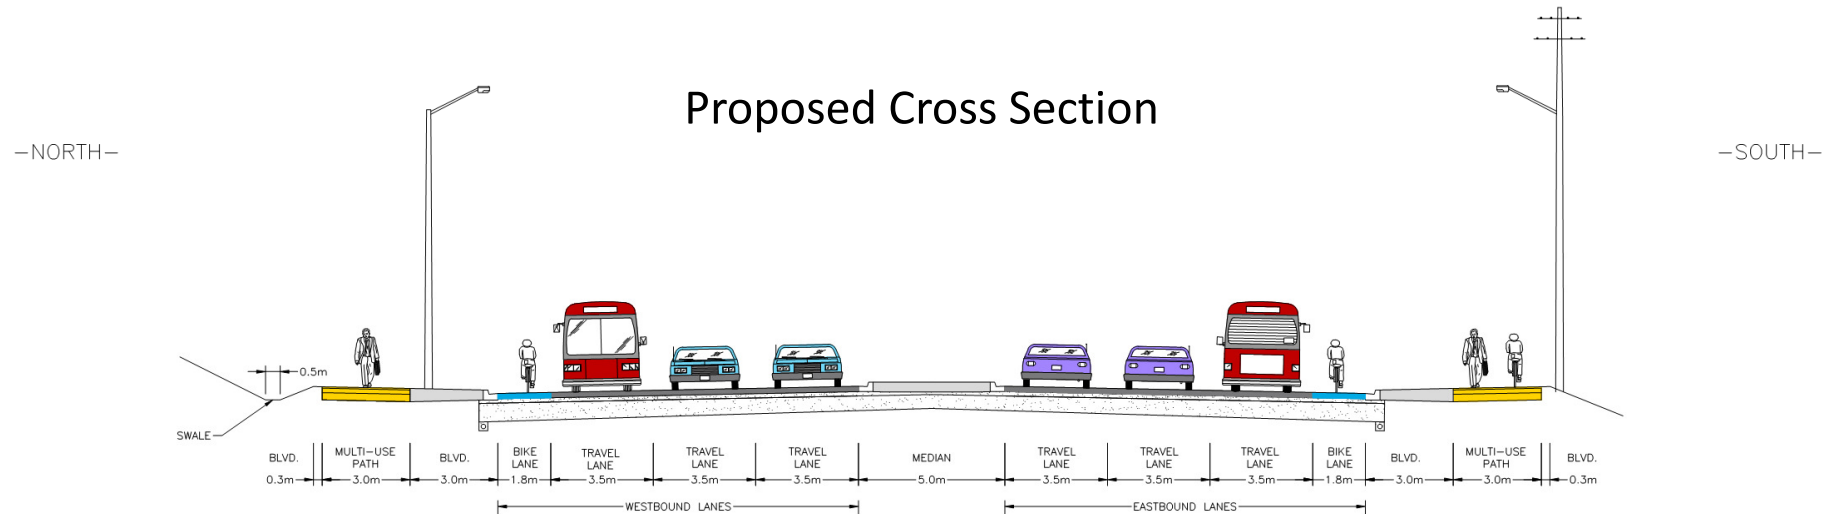 Proposed Cross Section
—NORTH—
—SOUTH—
0.5m
SWALE
BLVD. MULTI-USE PATH BLVD. BIKE LANE TRAVEL LANE TRAVEL LANE TRAVEL LANE MEDIAN TRAVEL LANE TRAVEL LANE TRAVEL LANE BIKE LANE BLVD. MULTI-USE PATH BLVD.
0.3m 3.0m 3.0m 1.8m 3.5m 3.5m 3.5m 5.0m 3.5m 3.5m 3.5m 1.8m 3.0m 3.0m 0.3m
WESTBOUND LANES EASTBOUND LANES